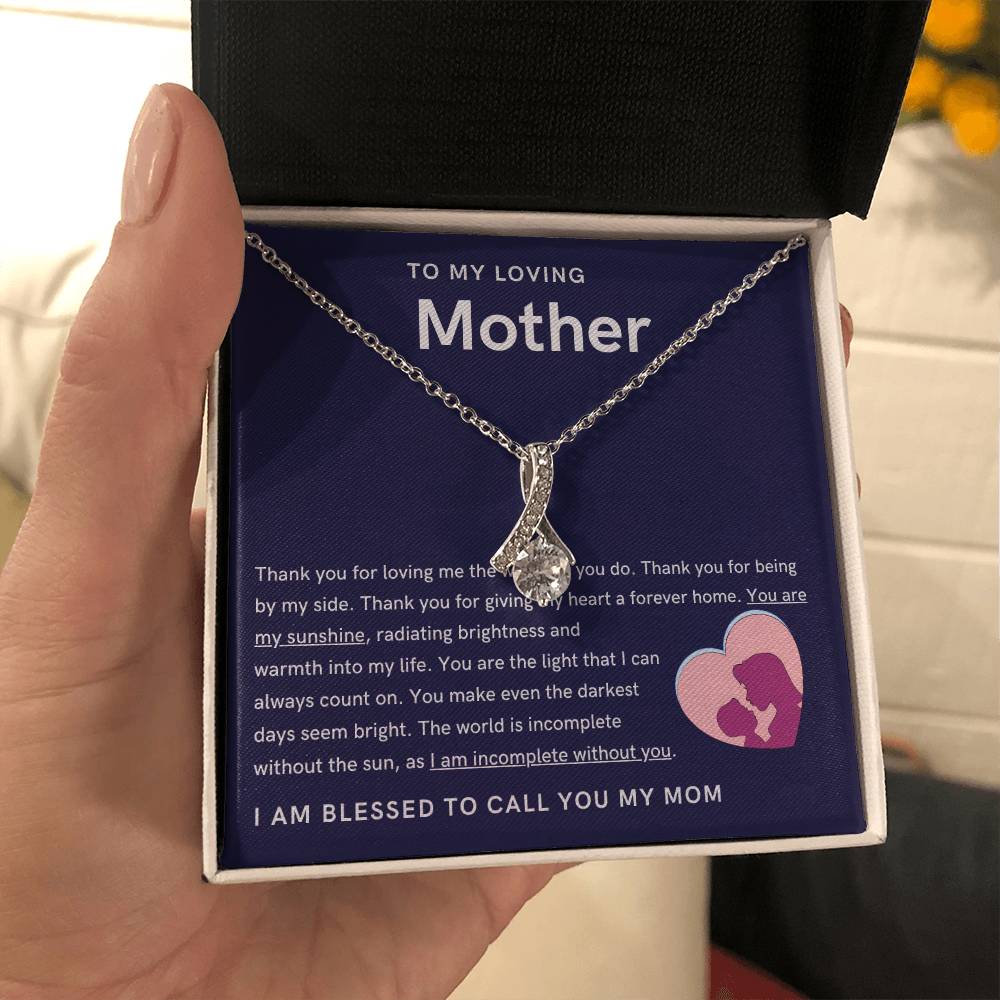 TO MY LOVING
Mother
Thank you for loving me the you do. Thank you for being
by my side. Thank you for giving my heart a forever home. You are
my sunshine, radiating brightness and
warmth into my life. You are the light that I can
always count on. You make even the darkest
days seem bright. The world is incomplete
without the sun, as I am incomplete without you.
I AM BLESSED TO CALL YOU MY MOM